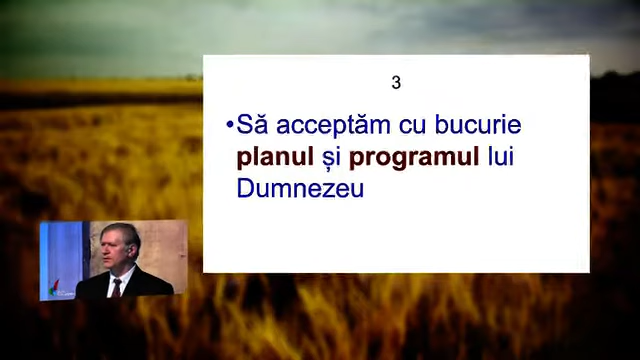 3
•Să acceptăm cu bucurie
planul și programul lui
Dumnezeu